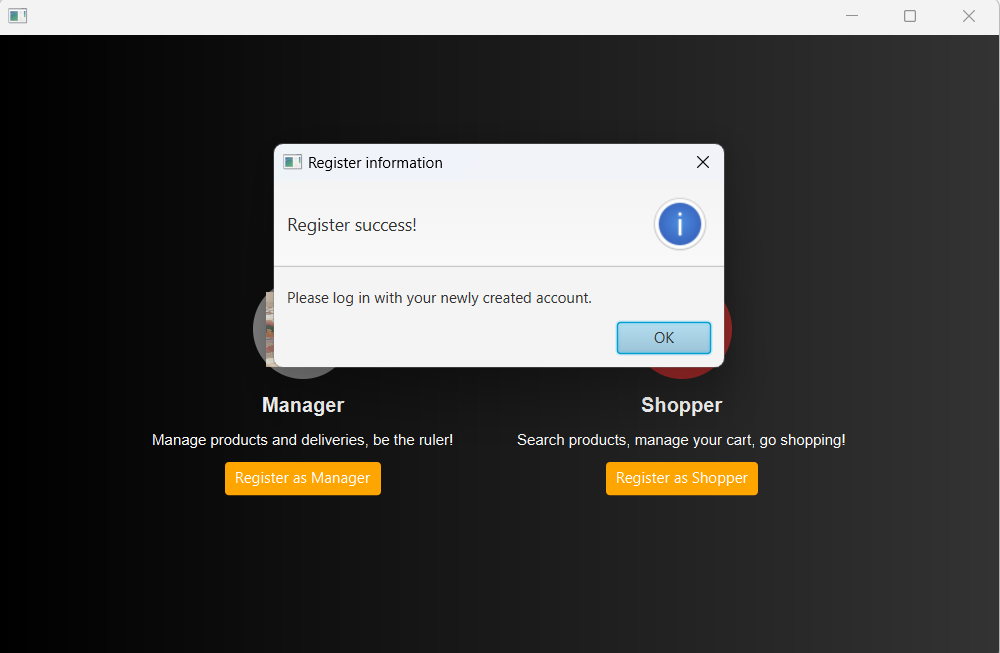 Register information
Register success!
Please log in with your newly created account.
OK
Manager
Manage products and deliveries, be the ruler!
Register as Manager
Shopper
Search products, manage your cart, go shopping!
Register as Shopper